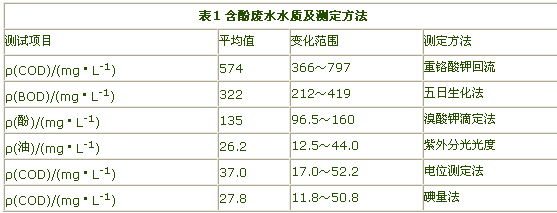 表1 含酚废水水质及测定方法
测试项目 平均值 变化范围 测定方法
ρ(COD)/(mg·L-1) 574 366～797 重铬酸钾回流
ρ(BOD)/(mg·L-1) 322 212～419 五日生化法
ρ(酚)/(mg·L-1) 135 96.5～160 溴酸钾滴定法
ρ(油)/(mg·L-1) 26.2 12.5～44.0 紫外分光光度
ρ(COD)/(mg·L-1) 37.0 17.0～52.2 电位测定法
ρ(COD)/(mg·L-1) 27.8 11.8～50.8 碘量法